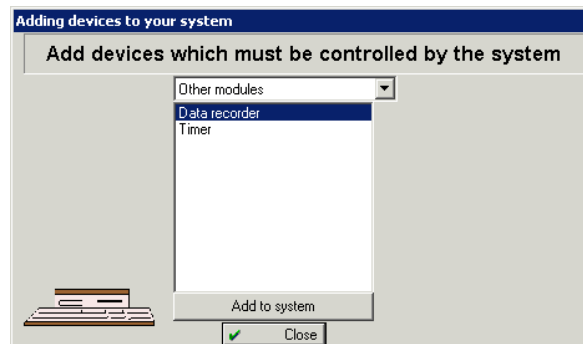 Adding devices to your system
Add devices which must be controlled by the system
Other modules
Data recorder
Timer
Add to system
Close